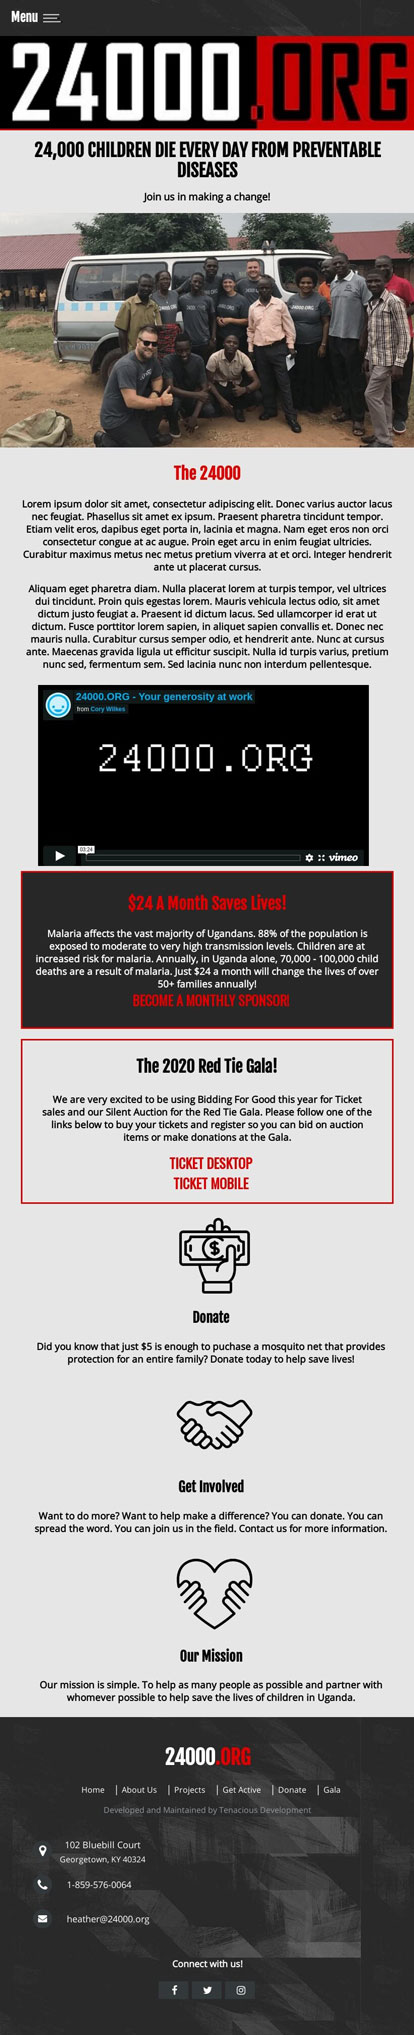 Menu
24000.ORG
24,000 CHILDREN DIE EVERY DAY FROM PREVENTABLE
DISEASES
Join us in making a change!
24000.ORG
The 24000
Lorem ipsum dolor sit amet, consectetur adipiscing elit. Donec varius auctor lacus
nec feugiat. Phasellus sit amet ex ipsum. Praesent pharetra tincidunt tempor.
Etiam velit eros, dapibus eget porta in, lacinia et magna. Nam eget eros non orci
consectetur congue at ac augue. Proin eget arcu in enim feugiat ultricies.
Curabitur maximus metus nec metus pretium viverra at et orci. Integer hendrerit
ante ut placerat cursus.
Aliquam eget pharetra diam. Nulla placerat lorem at turpis tempor, vel ultrices
dui tincidunt. Proin quis egestas lorem. Mauris vehicula lectus odio, sit amet
dictum justo feugiat a. Praesent id dictum lacus. Sed ullamcorper id erat ut
dictum. Fusce porttitor lorem sapien, in aliquet sapien convallis et. Donec nec
mauris nulla. Curabitur cursus semper odio, et hendrerit ante. Nunc at cursus
ante. Maecenas gravida ligula ut efficitur suscipit. Nulla id turpis varius, pretium
nunc sed, fermentum sem. Sed lacinia nunc non interdum pellentesque.
24000.ORG - Your generosity at work
from Cory Wilkes
24000.ORG
03:24
vimeo
$24 A Month Saves Lives!
Malaria affects the vast majority of Ugandans. 88% of the population is
exposed to moderate to very high transmission levels. Children are at
increased risk for malaria. Annually, in Uganda alone, 70,000 - 100,000 child
deaths are a result of malaria. Just $24 a month will change the lives of over
50+ families annually!
BECOME A MONTHLY SPONSOR!
The 2020 Red Tie Gala!
We are very excited to be using Bidding For Good this year for Ticket
sales and our Silent Auction for the Red Tie Gala. Please follow one of the
links below to buy your tickets and register so you can bid on auction
items or make donations at the Gala.
TICKET DESKTOP
TICKET MOBILE
$
Donate
Did you know that just $5 is enough to puchase a mosquito net that provides
protection for an entire family? Donate today to help save lives!
Get Involved
Want to do more? Want to help make a difference? You can donate. You can
spread the word. You can join us in the field. Contact us for more information.
Our Mission
Our mission is simple. To help as many people as possible and partner with
whomever possible to help save the lives of children in Uganda.
24000.ORG
Home | About Us | Projects | Get Active | Donate | Gala
Developed and Maintained by Tenacious Development
102 Bluebill Court
Georgetown, KY 40324
1-859-576-0064
heather@24000.org
Connect with us!